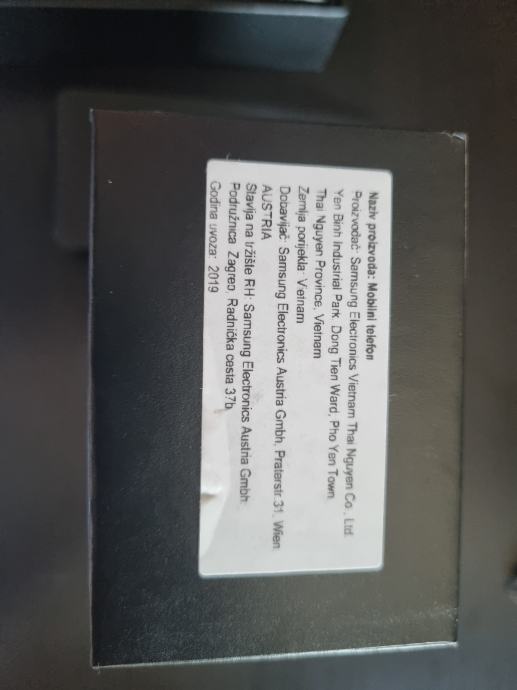 Naziv proizvoda: Mobilni telefon
Proizvođač: Samsung Electronics Vietnam Thai Nguyen Co., Ltd.
Yen Binh Industrial Park, Dong Tien Ward, Pho Yen Town
Thai Nguyen Province, Vietnam
Zemlja porijekla: Vietnam
Dobavljač: Samsung Electronics Austria Gmbh, Praterstr.31, Wien
AUSTRIA
Stavlja na tržište RH: Samsung Electronics Austria Gmbh
Podružnica Zagreb, Radnička cesta 37b
Godina uvoza: 2019